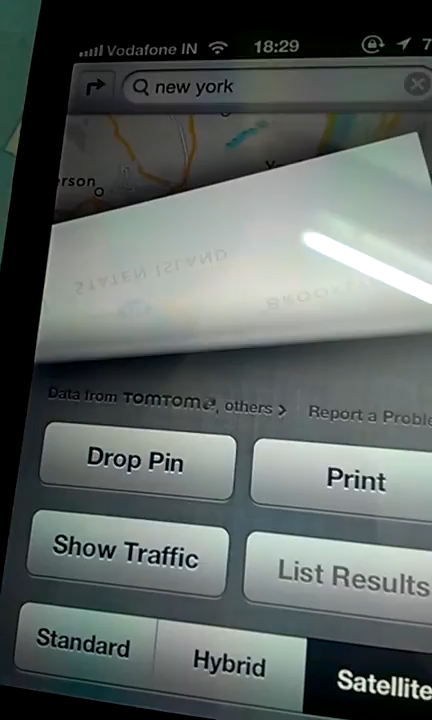 Vodafone IN 18:29 7
new york
rson
STATEN ISLAND
Data from TOMTOM, others > Report a Proble
Drop Pin
Print
Show Traffic
List Results
Standard
Hybrid
Satellite